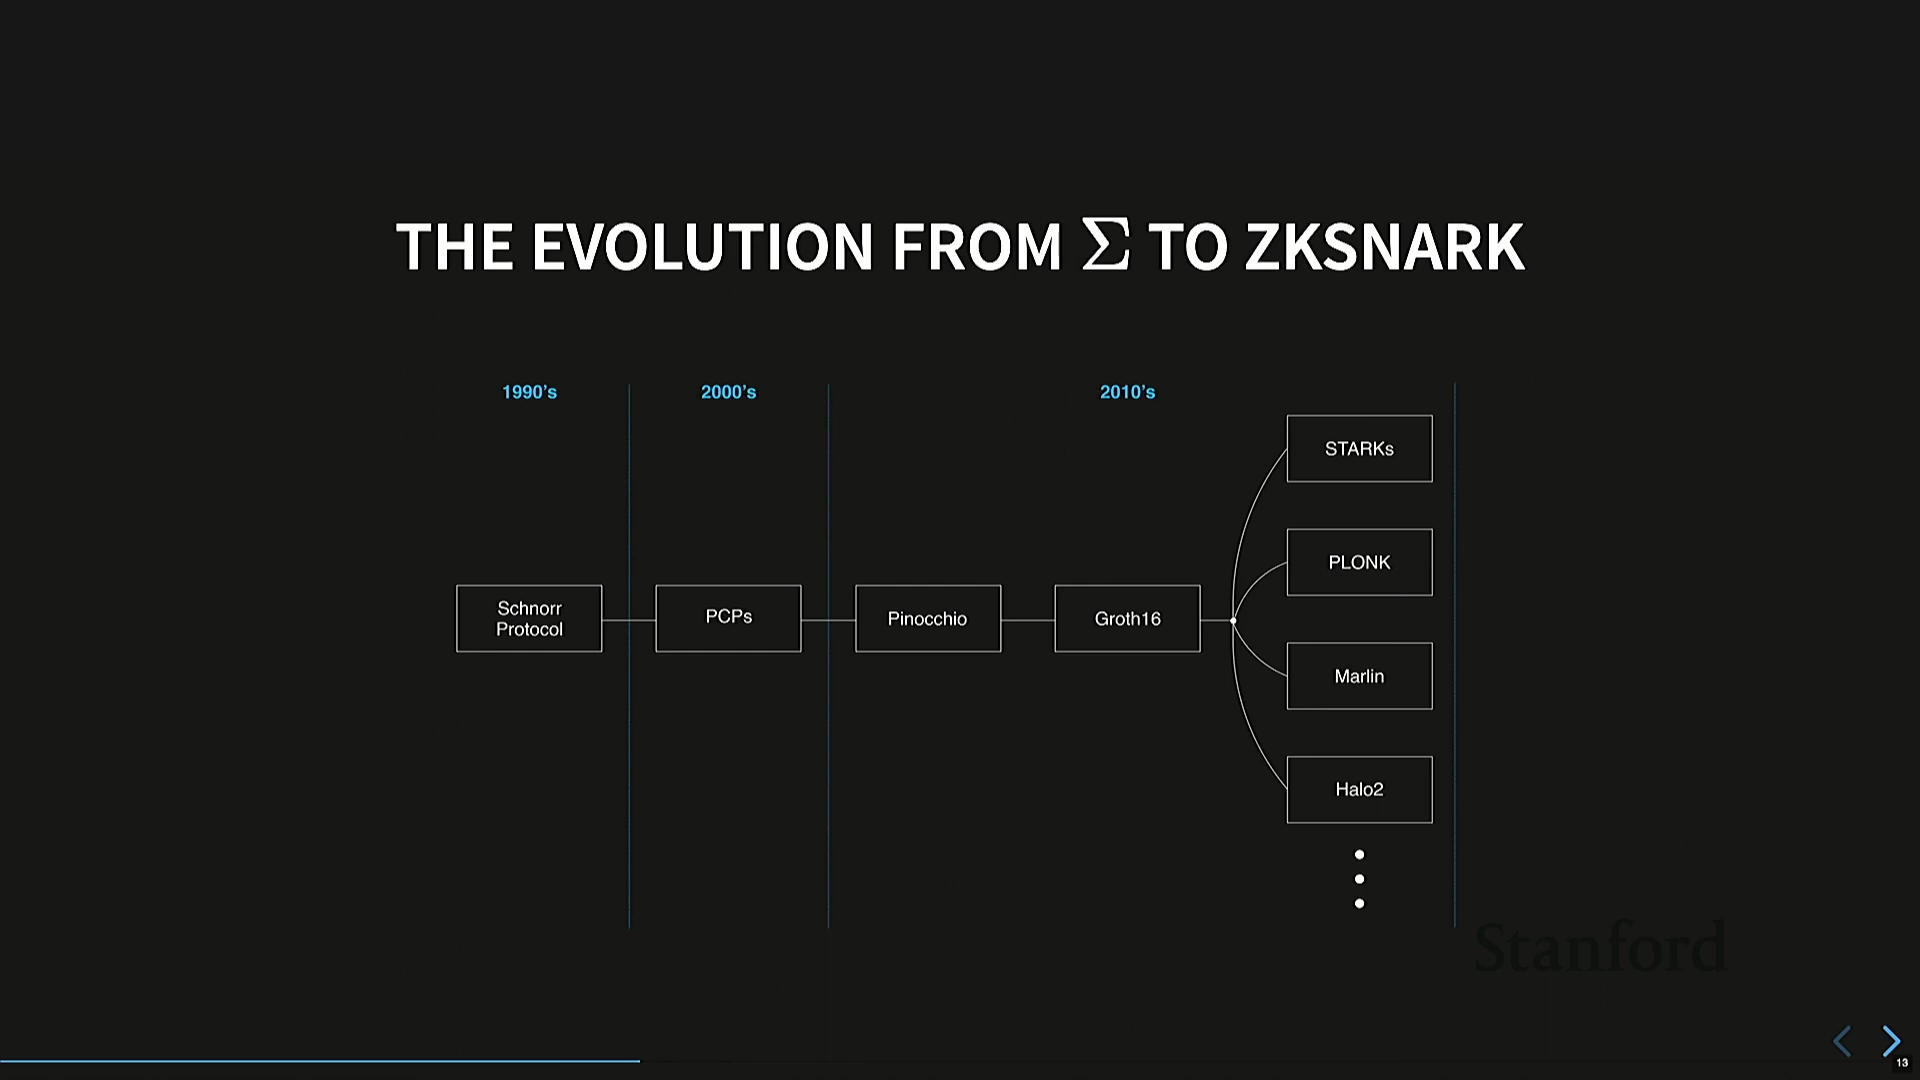 THE EVOLUTION FROM Σ TO ZKSNARK
1990's
2000's
2010's
Schnorr
Protocol
PCPs
Pinocchio
Groth16
STARKs
PLONK
Marlin
Halo2
Stanford
13